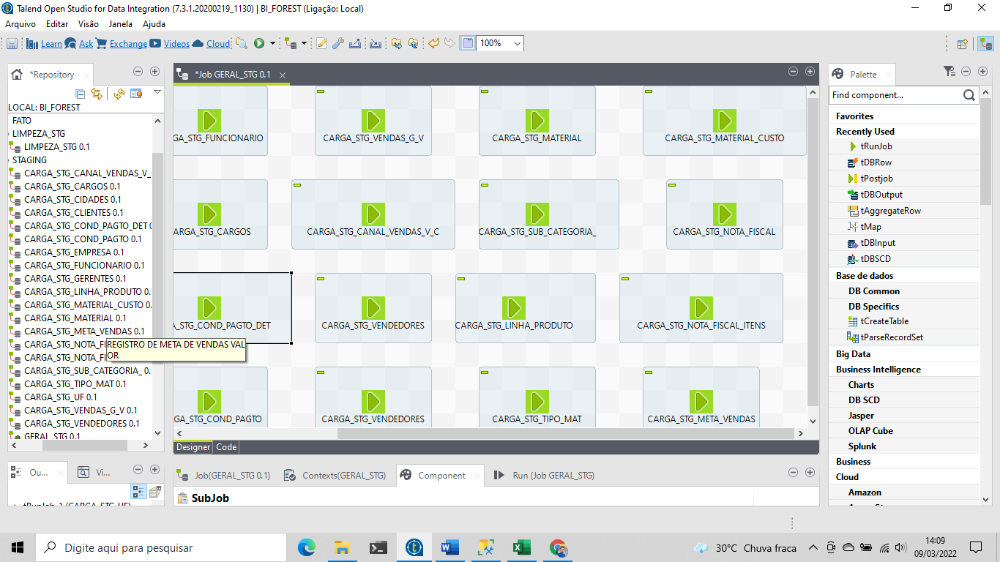 Talend Open Studio for Data Integration (7.3.1.20200219_1130) | BI_FOREST (Ligação: Local)
Arquivo Editar Visão Janela Ajuda
Learn Ask Exchange Videos Cloud 100%
*Repository
LOCAL: BI_FOREST
FATO
LIMPEZA_STG
LIMPEZA_STG 0.1
STAGING
CARGA_STG_CANAL_VENDAS_V_
CARGA_STG_CARGOS 0.1
CARGA_STG_CIDADES 0.1
CARGA_STG_CLIENTES 0.1
CARGA_STG_COND_PAGTO_DET 0
CARGA_STG_COND_PAGTO 0.1
CARGA_STG_EMPRESA 0.1
CARGA_STG_FUNCIONARIO 0.1
CARGA_STG_GERENTES 0.1
CARGA_STG_LINHA_PRODUTO 0.
CARGA_STG_MATERIAL_CUSTO 0.
CARGA_STG_MATERIAL 0.1
CARGA_STG_META_VENDAS 0.1
CARGA_STG_NOTA_FI
REGISTRO DE META DE VENDAS VAL
OR
CARGA_STG_NOTA_FI
CARGA_STG_SUB_CATEGORIA_ 0.
CARGA_STG_TIPO_MAT 0.1
CARGA_STG_UF 0.1
CARGA_STG_VENDAS_G_V 0.1
CARGA_STG_VENDEDORES 0.1
GERAL_STG 0.1
Ou... Vi...
tRunJob_1 (CARGA_STG_UF)
*Job GERAL_STG 0.1
GA_STG_FUNCIONARIO CARGA_STG_VENDAS_G_V CARGA_STG_MATERIAL CARGA_STG_MATERIAL_CUSTO
ARGA_STG_CARGOS CARGA_STG_CANAL_VENDAS_V_C CARGA_STG_SUB_CATEGORIA_ CARGA_STG_NOTA_FISCAL
A_STG_COND_PAGTO_DET CARGA_STG_VENDEDORES CARGA_STG_LINHA_PRODUTO CARGA_STG_NOTA_FISCAL_ITENS
GA_STG_COND_PAGTO CARGA_STG_VENDEDORES CARGA_STG_TIPO_MAT CARGA_STG_META_VENDAS
Designer Code
Job(GERAL_STG 0.1) Contexts(GERAL_STG) Component Run (Job GERAL_STG)
SubJob
Palette
Find component...
Favorites
Recently Used
tRunJob
tDBRow
tPostjob
tDBOutput
tAggregateRow
tMap
tDBInput
tDBSCD
Base de dados
DB Common
DB Specifics
tCreateTable
tParseRecordSet
Big Data
Business Intelligence
Charts
DB SCD
Jasper
OLAP Cube
Splunk
Business
Cloud
Amazon
Digite aqui para pesquisar
30°C Chuva fraca
14:09
09/03/2022